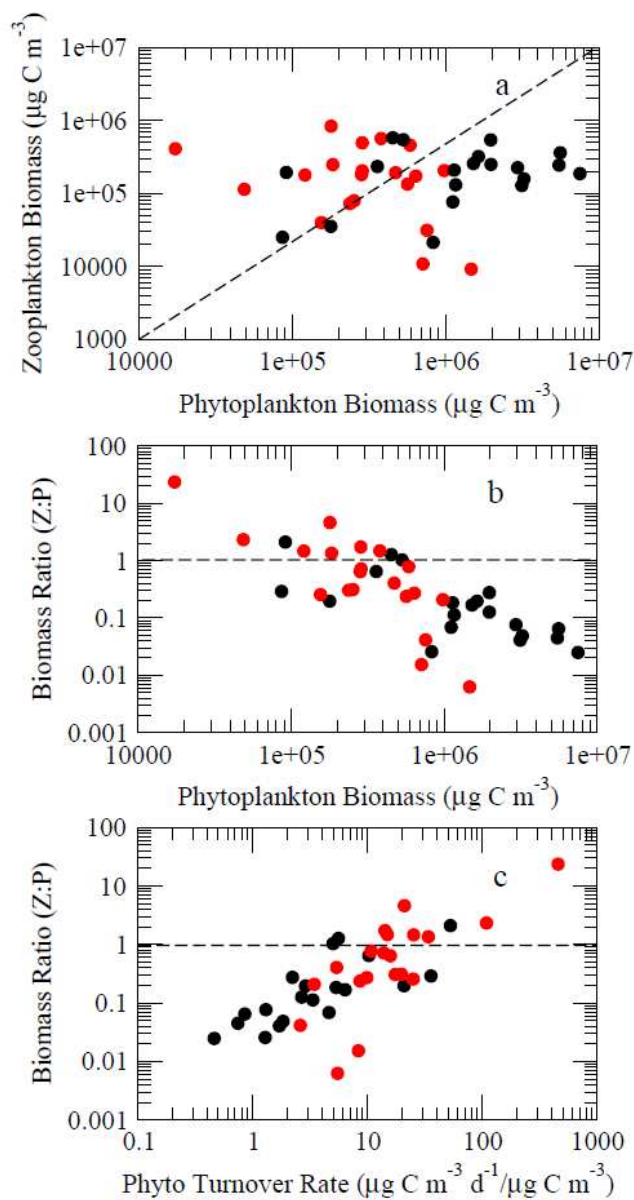 1e+07
a
1e+06
1e+05
10000
1000
10000 1e+05 1e+06 1e+07
Zooplankton Biomass (µg C m⁻³)
Phytoplankton Biomass (µg C m⁻³)
100
b
10
1
0.1
0.01
0.001
10000 1e+05 1e+06 1e+07
Biomass Ratio (Z:P)
Phytoplankton Biomass (µg C m⁻³)
100
c
10
1
0.1
0.01
0.001
0.1 1 10 100 1000
Biomass Ratio (Z:P)
Phyto Turnover Rate (µg C m⁻³ d⁻¹/µg C m⁻³)